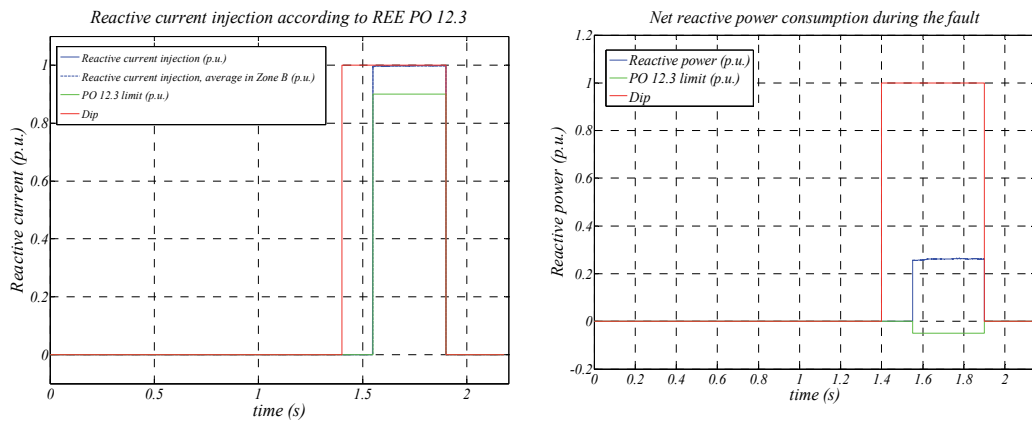 Reactive current injection according to REE PO 12.3
Reactive current injection (p.u.)
Reactive current injection, average in Zone B (p.u.)
PO 12.3 limit (p.u.)
Dip
Reactive current (p.u.)
1
0.8
0.6
0.4
0.2
0
0 0.5 1 1.5 2
time (s)
Net reactive power consumption during the fault
Reactive power (p.u.)
PO 12.3 limit (p.u.)
Dip
Reactive power (p.u.)
1.2
1
0.8
0.6
0.4
0.2
0
-0.2
0 0.2 0.4 0.6 0.8 1 1.2 1.4 1.6 1.8 2
time (s)